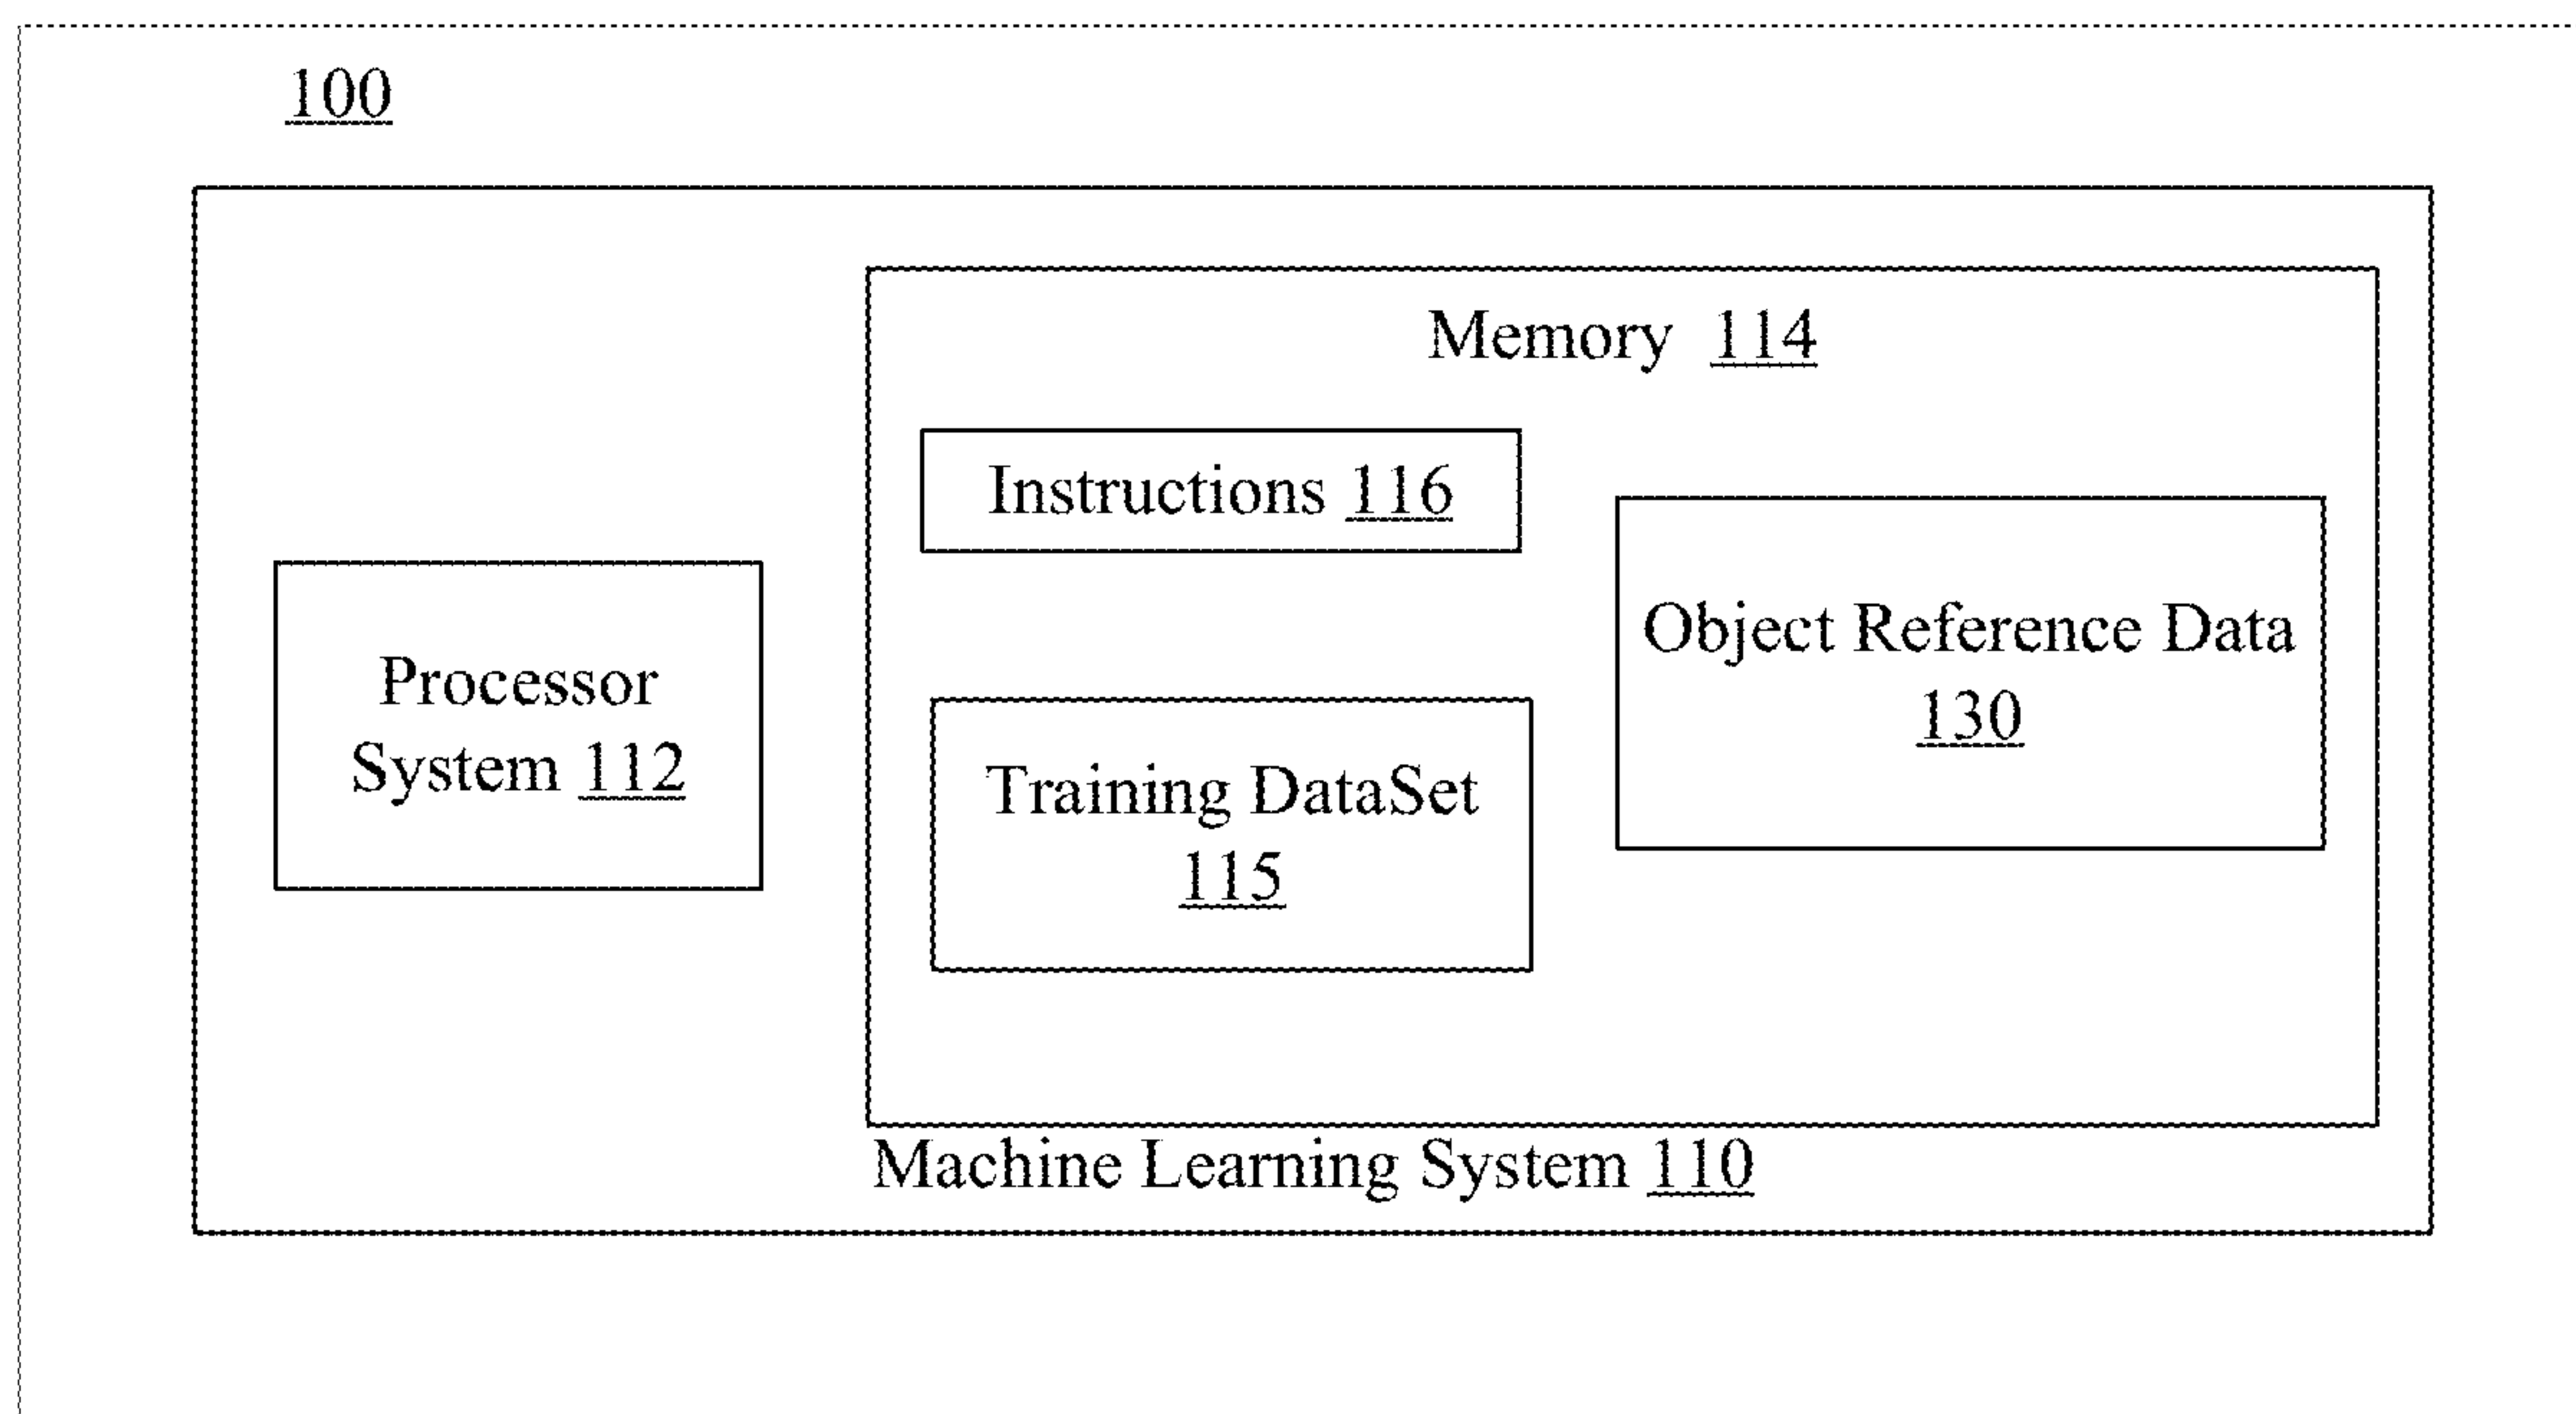 100
Memory 114
Instructions 116
Object Reference Data
130
Processor
System 112
Training DataSet
115
Machine Learning System 110